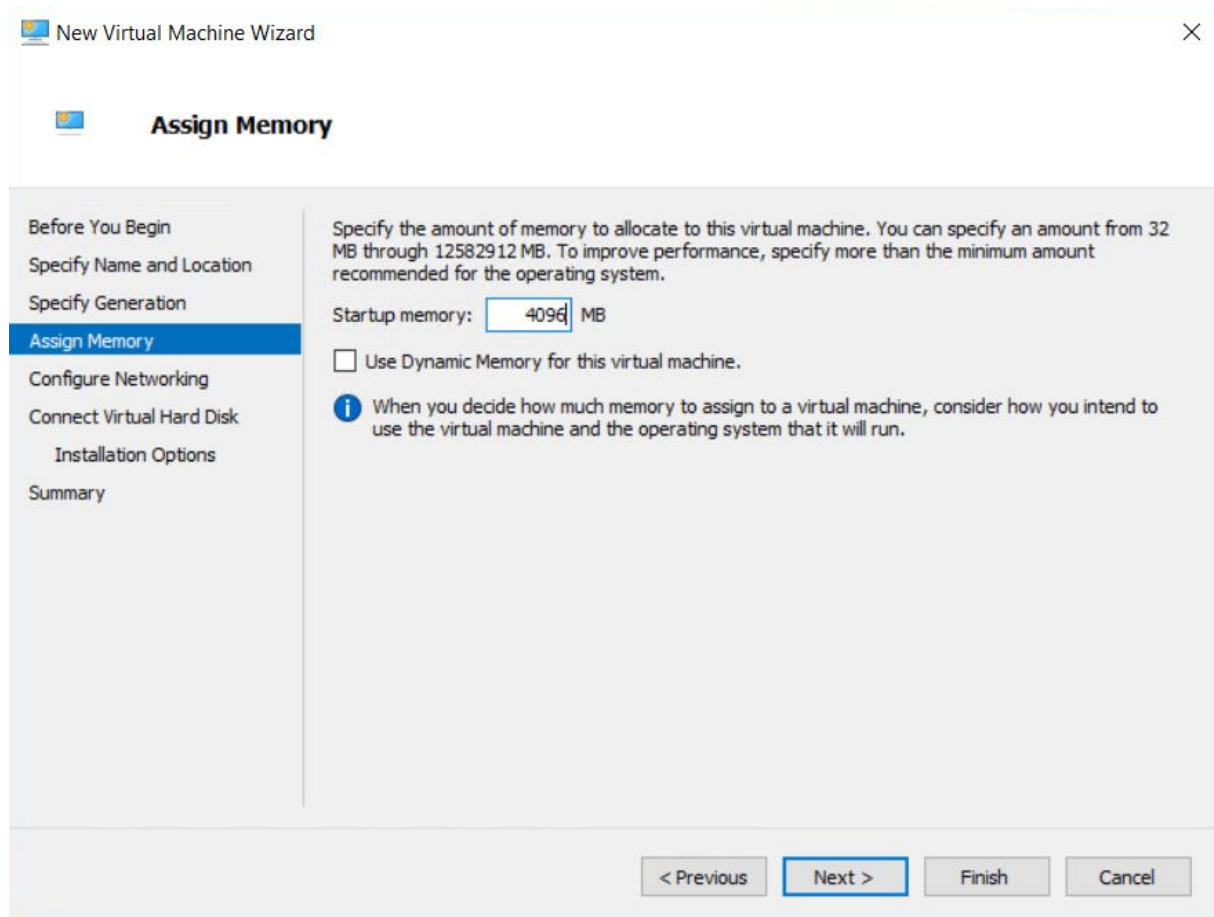 New Virtual Machine Wizard
Assign Memory
Before You Begin
Specify Name and Location
Specify Generation
Assign Memory
Configure Networking
Connect Virtual Hard Disk
Installation Options
Summary
Specify the amount of memory to allocate to this virtual machine. You can specify an amount from 32
MB through 12582912 MB. To improve performance, specify more than the minimum amount
recommended for the operating system.
Startup memory: 4096 MB
Use Dynamic Memory for this virtual machine.
When you decide how much memory to assign to a virtual machine, consider how you intend to
use the virtual machine and the operating system that it will run.
< Previous Next > Finish Cancel